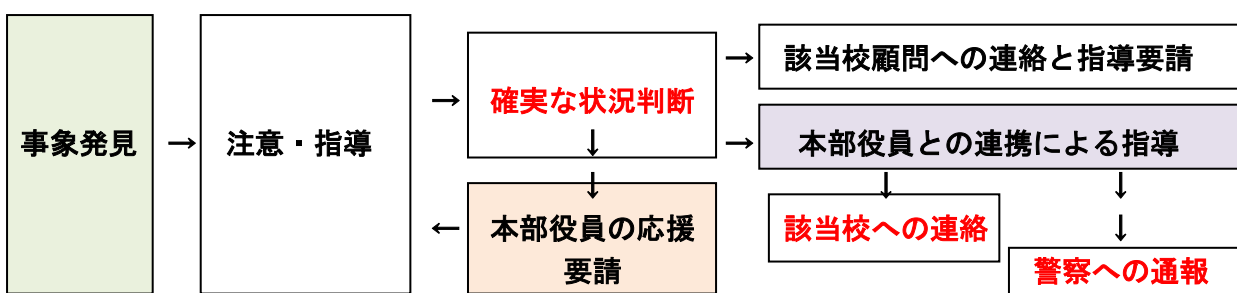 事象発見
→
注意・指導
→
確実な状況判断
↓
→
該当校顧問への連絡と指導要請
→
本部役員との連携による指導
↓
↓
←
本部役員の応援
要請
↓
該当校への連絡
↓
↓
警察への通報